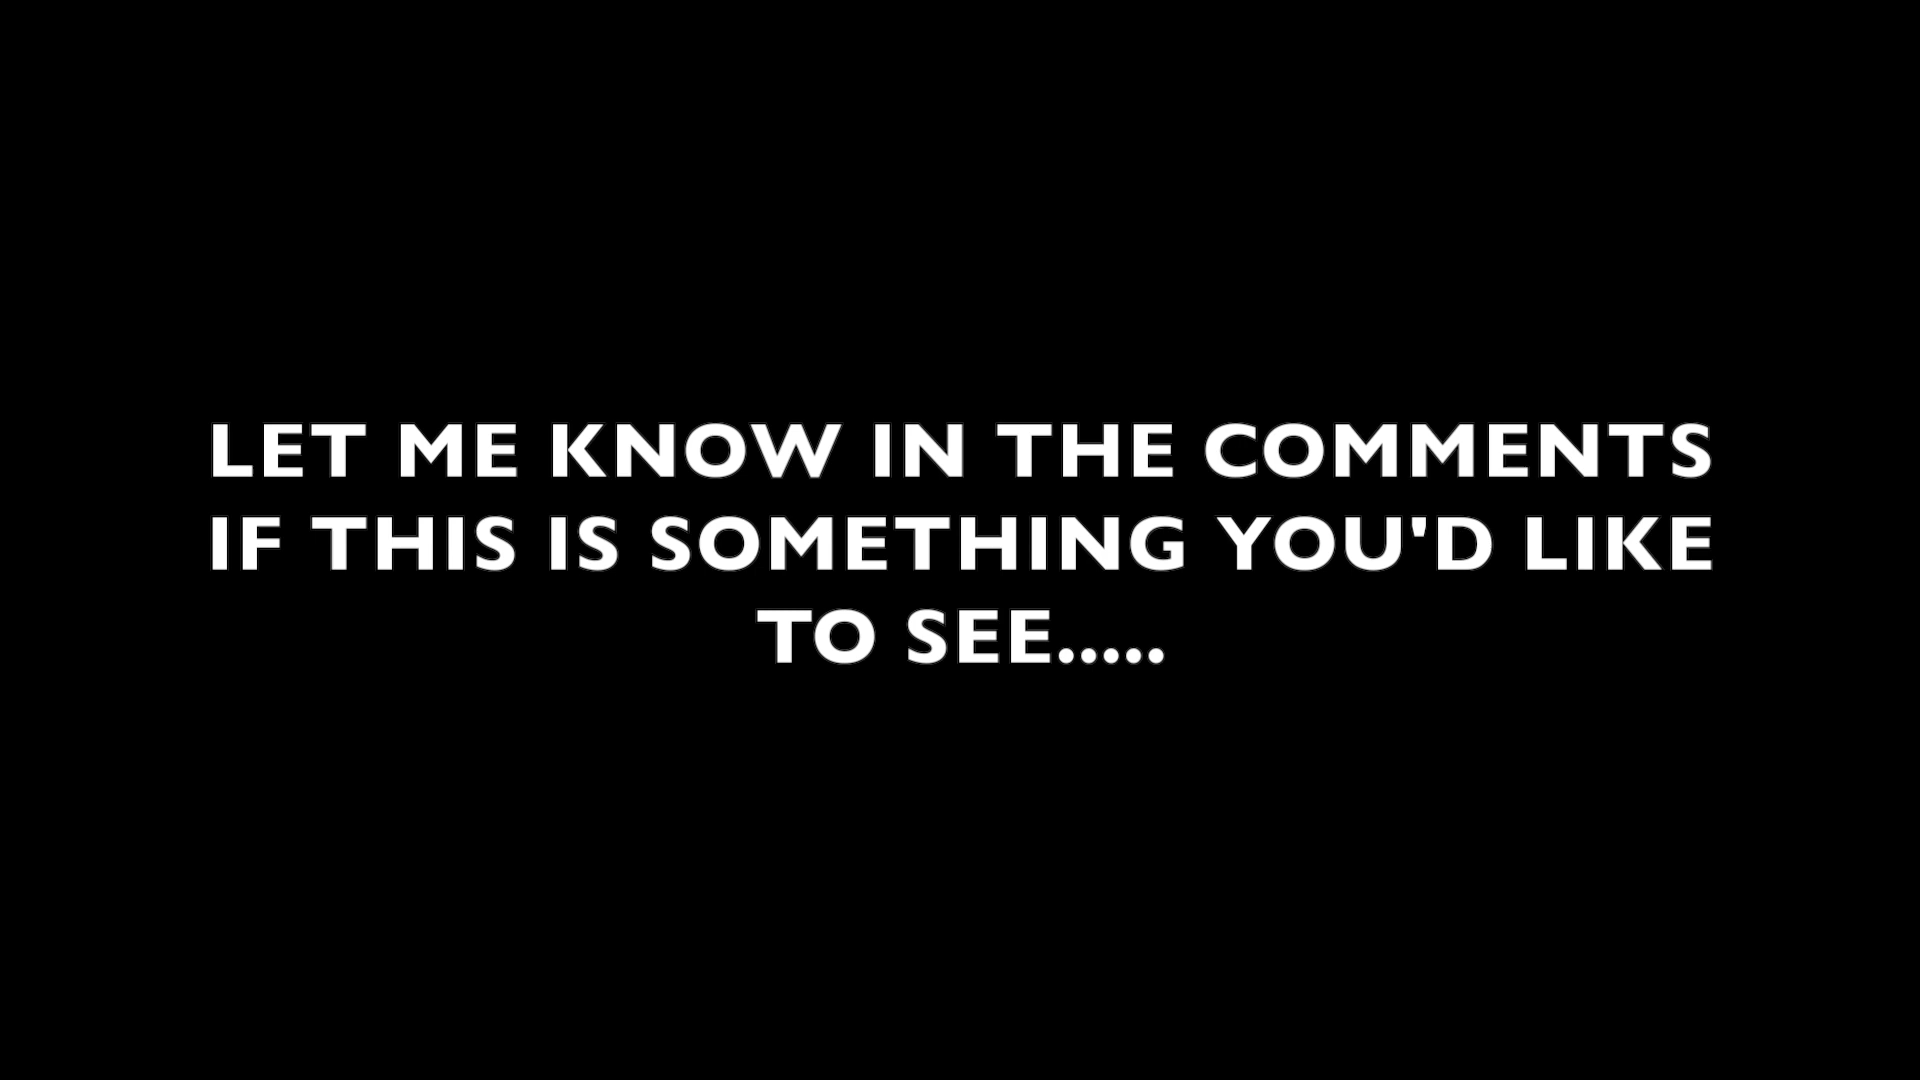 LET ME KNOW IN THE COMMENTS
IF THIS IS SOMETHING YOU'D LIKE
TO SEE.....